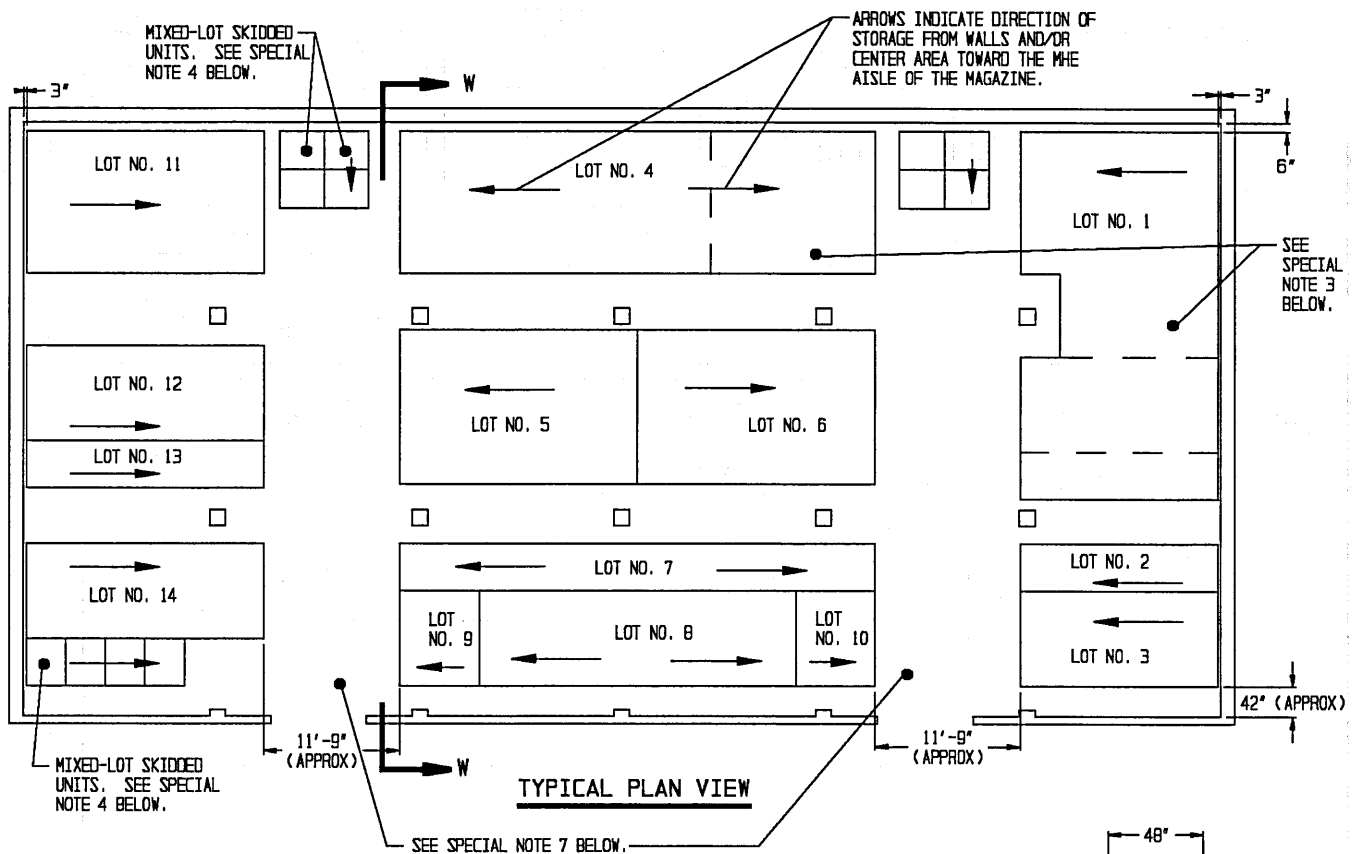 MIXED-LOT SKIDDED
UNITS. SEE SPECIAL
NOTE 4 BELOW.
W
ARROWS INDICATE DIRECTION OF
STORAGE FROM WALLS AND/OR
CENTER AREA TOWARD THE MHE
AISLE OF THE MAGAZINE.
3"
3"
6"
LOT NO. 11
LOT NO. 4
LOT NO. 1
SEE
SPECIAL
NOTE 3
BELOW.
LOT NO. 12
LOT NO. 13
LOT NO. 5
LOT NO. 6
LOT NO. 14
LOT NO. 7
LOT NO. 2
LOT
NO. 9
LOT NO. 8
LOT
NO. 10
LOT NO. 3
42" (APPROX)
11'-9"
(APPROX)
11'-9"
(APPROX)
MIXED-LOT SKIDDED
UNITS. SEE SPECIAL
NOTE 4 BELOW.
W
TYPICAL PLAN VIEW
SEE SPECIAL NOTE 7 BELOW.
48"